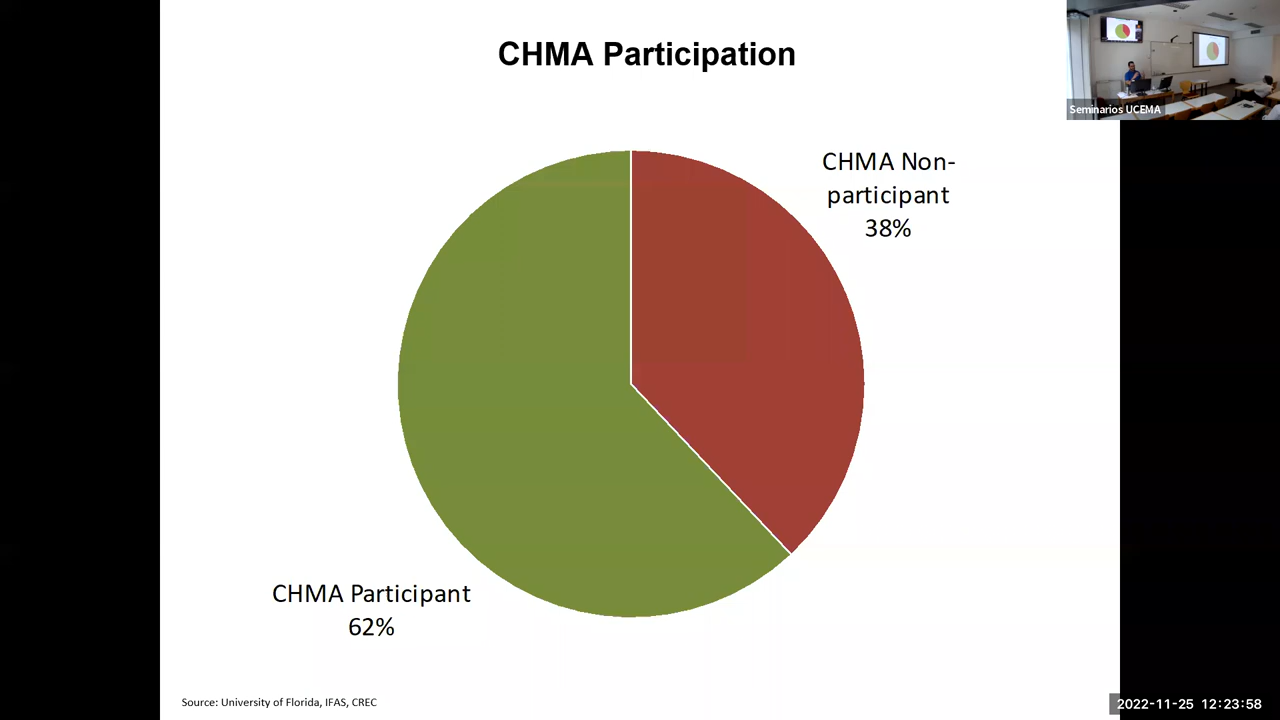 CHMA Participation
Seminarios UCEMA
CHMA Non-
participant
38%
CHMA Participant
62%
Source: University of Florida, IFAS, CREC
2022-11-25 12:23:58